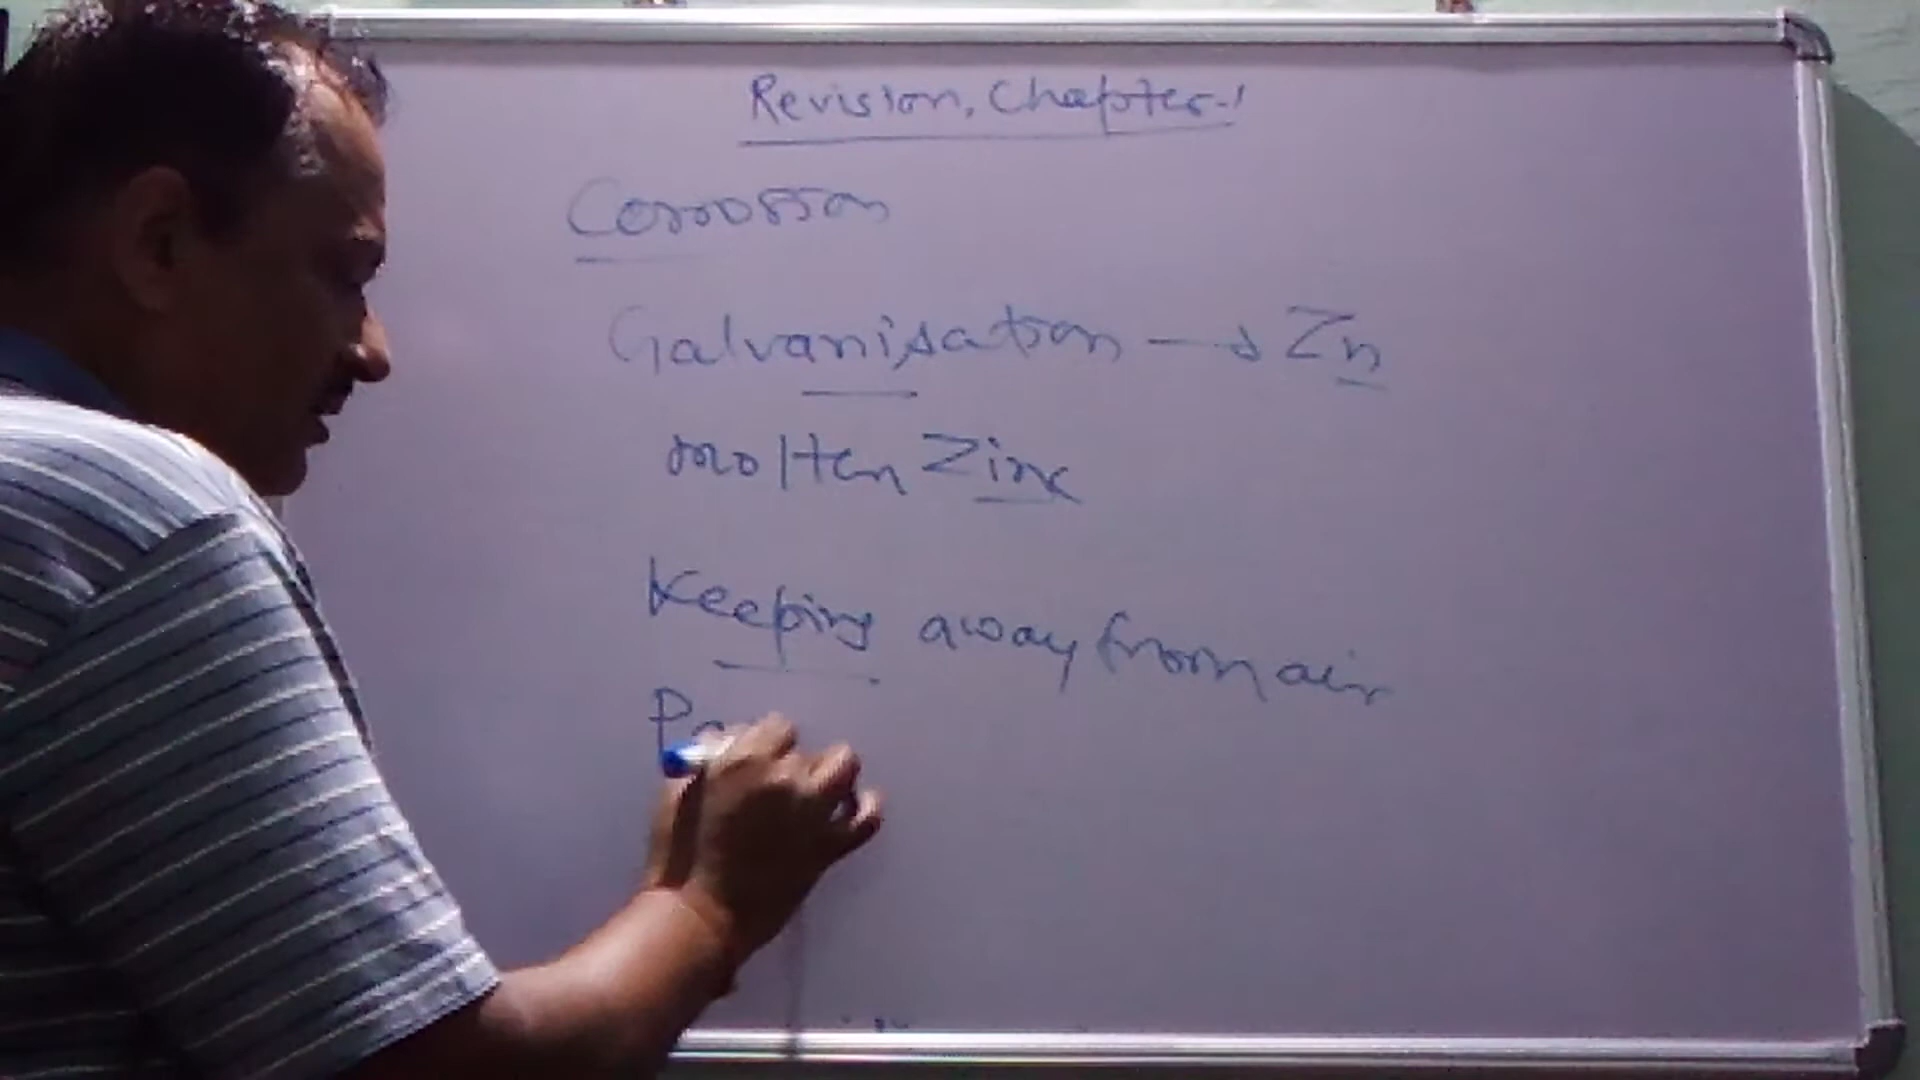 Revision, Chapter-1
Corrosion
Galvanisation → Zn
molten Zinc
Keeping away from air